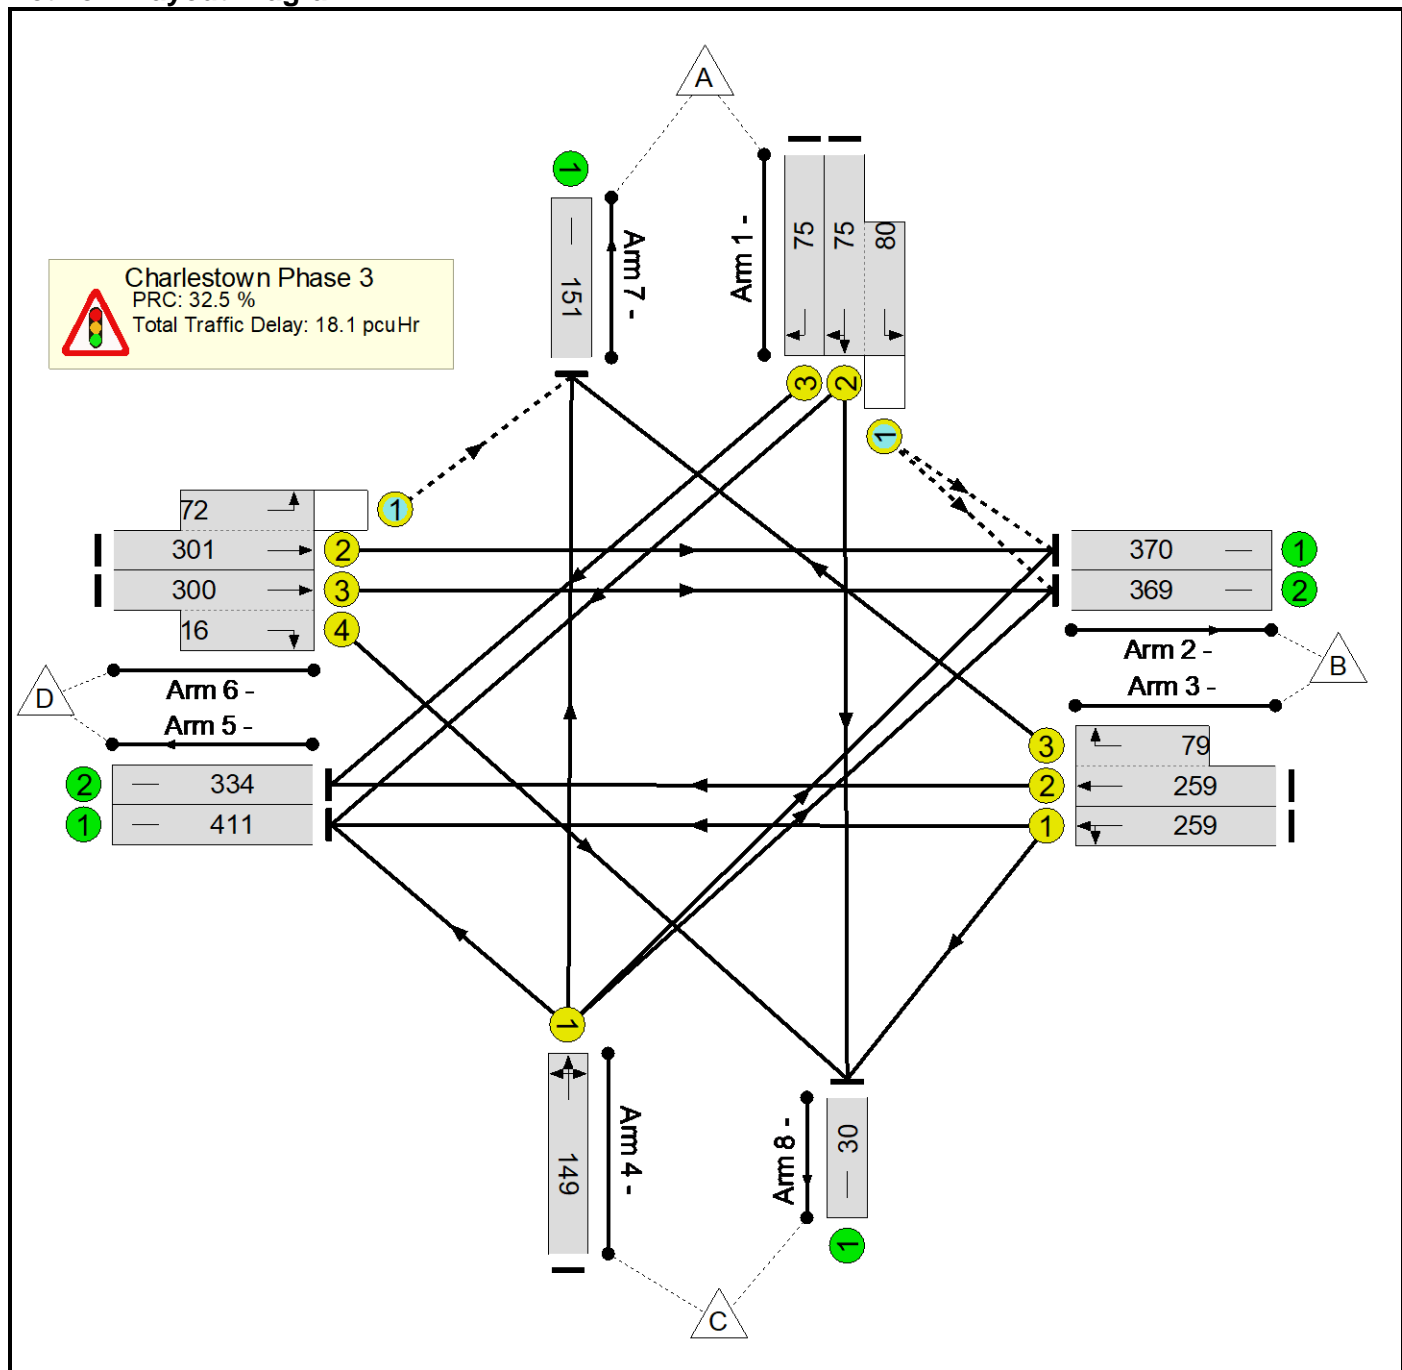 A
1
Arm 7 -
151
Arm 1 -
75
75
80
3
2
1
Charlestown Phase 3
PRC: 32.5 %
Total Traffic Delay: 18.1 pcuHr
72
1
301
2
300
3
16
4
370
1
369
2
Arm 2 -
Arm 3 -
B
D
Arm 6 -
Arm 5 -
3
79
2
259
1
259
2
334
1
411
1
Arm 4 -
149
Arm 8 -
30
1
C